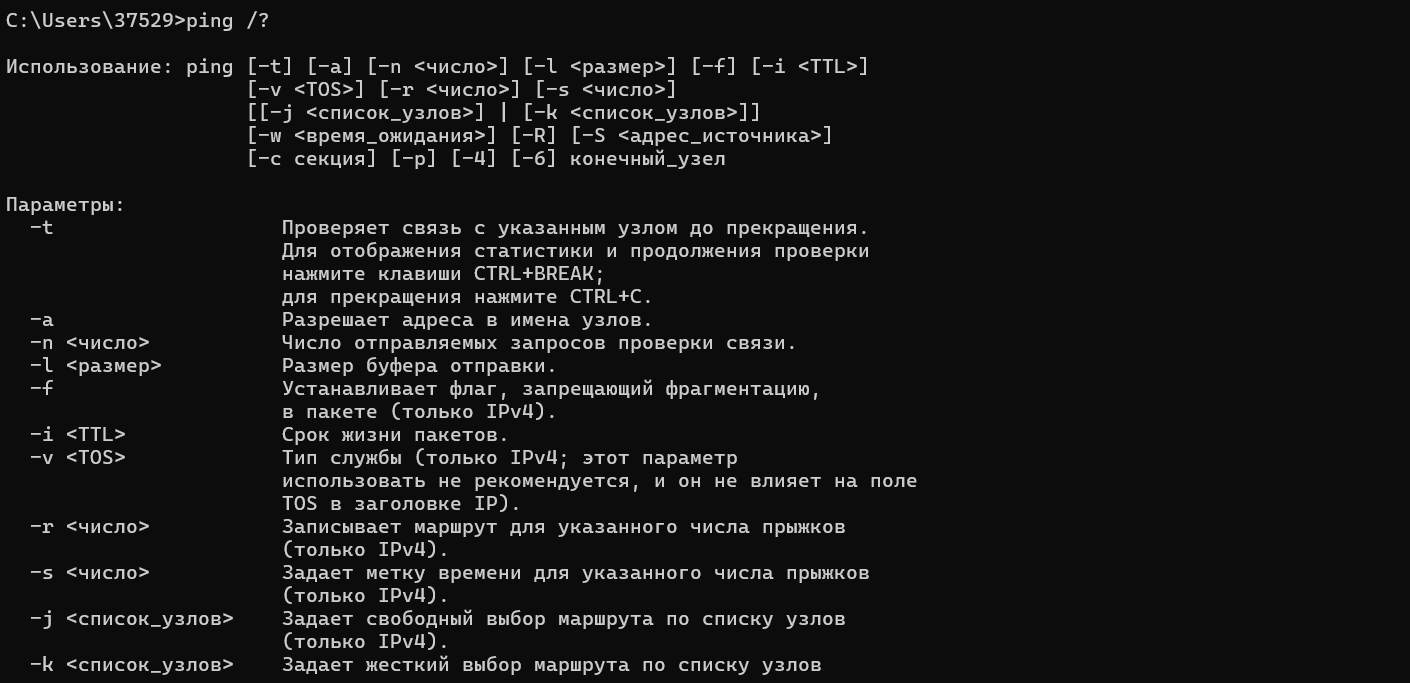 C:\Users\37529>ping /?
Использование: ping [-t] [-a] [-n <число>] [-l <размер>] [-f] [-i <TTL>]
[-v <TOS>] [-r <число>] [-s <число>]
[[-j <список_узлов>] | [-k <список_узлов>]]
[-w <время_ожидания>] [-R] [-S <адрес_источника>]
[-c секция] [-p] [-4] [-6] конечный_узел
Параметры:
-t Проверяет связь с указанным узлом до прекращения.
Для отображения статистики и продолжения проверки
нажмите клавиши CTRL+BREAK;
для прекращения нажмите CTRL+C.
-a Разрешает адреса в имена узлов.
-n <число> Число отправляемых запросов проверки связи.
-l <размер> Размер буфера отправки.
-f Устанавливает флаг, запрещающий фрагментацию,
в пакете (только IPv4).
-i <TTL> Срок жизни пакетов.
-v <TOS> Тип службы (только IPv4; этот параметр
использовать не рекомендуется, и он не влияет на поле
TOS в заголовке IP).
-r <число> Записывает маршрут для указанного числа прыжков
(только IPv4).
-s <число> Задает метку времени для указанного числа прыжков
(только IPv4).
-j <список_узлов> Задает свободный выбор маршрута по списку узлов
(только IPv4).
-k <список_узлов> Задает жесткий выбор маршрута по списку узлов